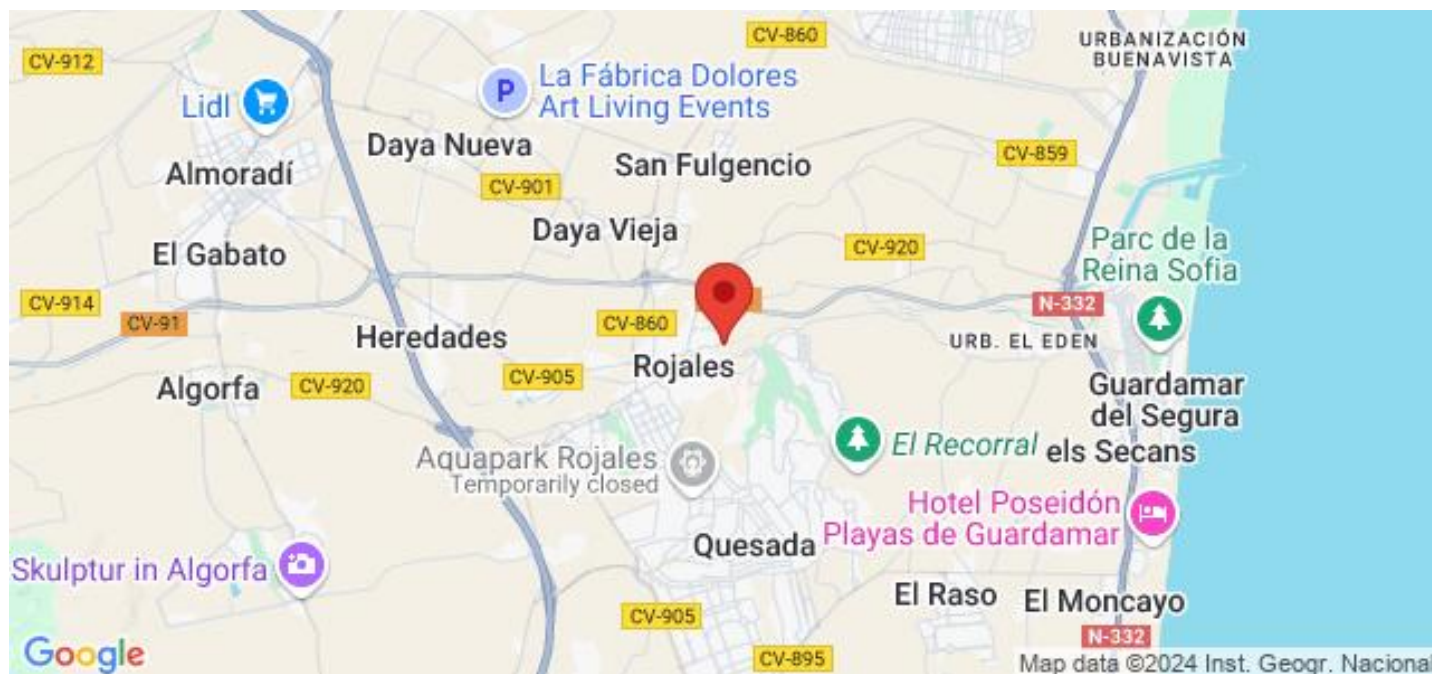 CV-860
URBANIZACIÓN
BUENAVISTA
CV-912
La Fábrica Dolores
Art Living Events
P
Lidl
Daya Nueva
San Fulgencio
CV-859
Almoradí
CV-901
Daya Vieja
CV-920
Parc de la
Reina Sofia
El Gabato
CV-914
CV-91
N-332
CV-860
Heredades
URB. EL EDEN
Rojales
CV-905
Algorfa
CV-920
Guardamar
del Segura
El Recorral
els Secans
Aquapark Rojales
Temporarily closed
Hotel Poseidón
Playas de Guardamar
Quesada
Skulptur in Algorfa
El Raso
El Moncayo
CV-905
N-332
Google
CV-895
Map data ©2024 Inst. Geogr. Nacional